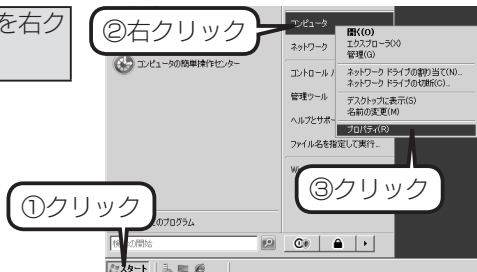 を右ク
②右クリック
コンピュータ
開く(O)
エクスプローラ(X)
管理(G)
ネットワーク ドライブの割り当て(N)...
ネットワーク ドライブの切断(C)...
デスクトップに表示(S)
名前の変更(M)
プロパティ(R)
ネットワーク
コンピュータの簡単操作センター
コントロール
管理ツール
ヘルプとサポー
ファイル名を指定して実行...
③クリック
①クリック
のプログラム
の開始
スタート